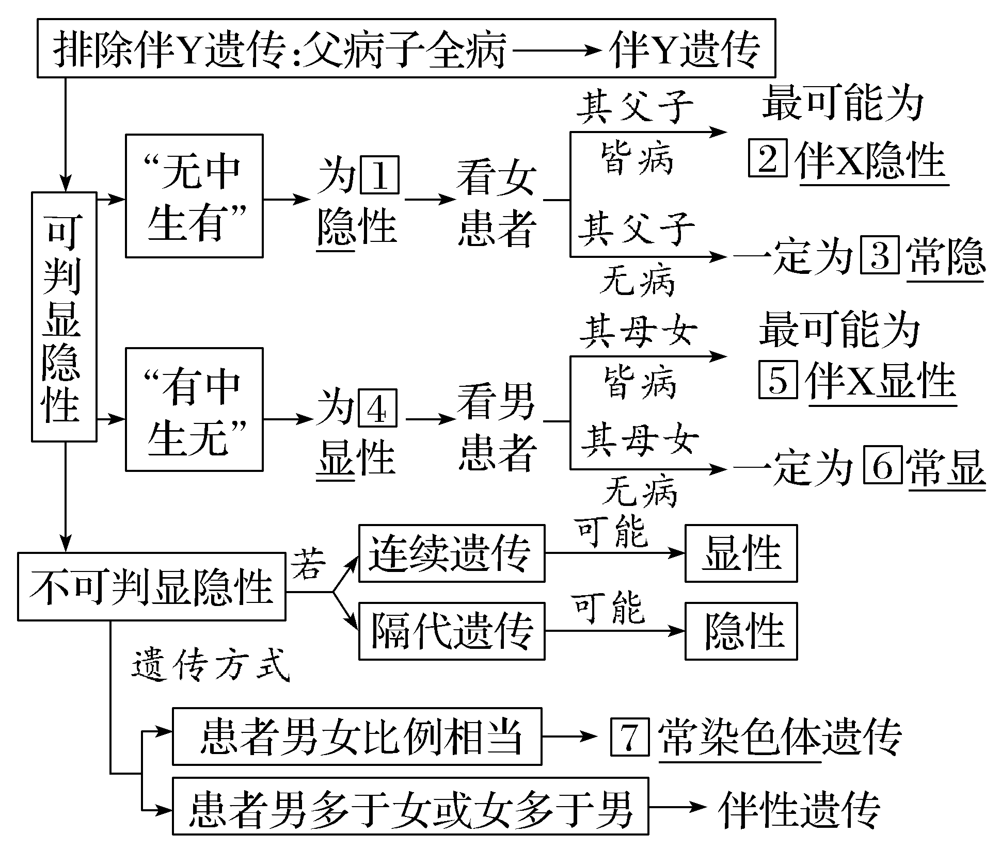 排除伴Y遗传:父病子全病 伴Y遗传
可判显隐性
“无中
生有”
为1
隐性
看女
患者
其父子
皆病
最可能为
2伴X隐性
其父子
无病
一定为3常隐
“有中
生无”
为4
显性
看男
患者
其母女
皆病
最可能为
5伴X显性
其母女
无病
一定为6常显
不可判显隐性
若
连续遗传
可能
显性
隔代遗传
可能
隐性
遗传方式
患者男女比例相当
7常染色体遗传
患者男多于女或女多于男
伴性遗传